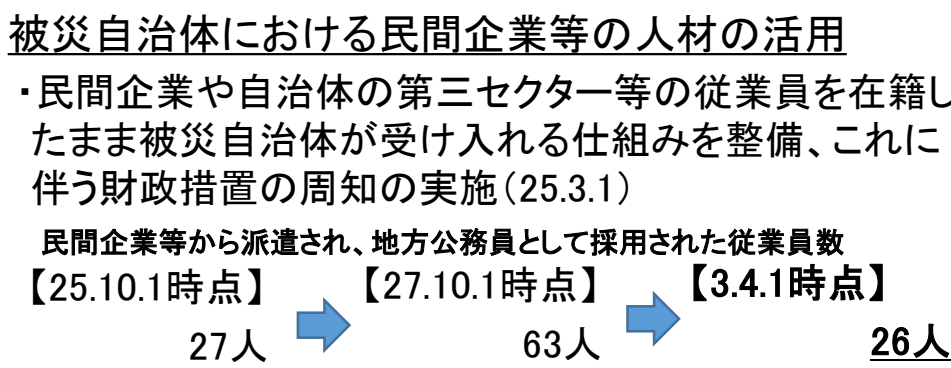 被災自治体における民間企業等の人材の活用
・民間企業や自治体の第三セクター等の従業員を在籍し
たまま被災自治体が受け入れる仕組みを整備、これに
伴う財政措置の周知の実施(25.3.1)
民間企業等から派遣され、地方公務員として採用された従業員数
【25.10.1時点】 【27.10.1時点】 【3.4.1時点】
27人 63人 26人